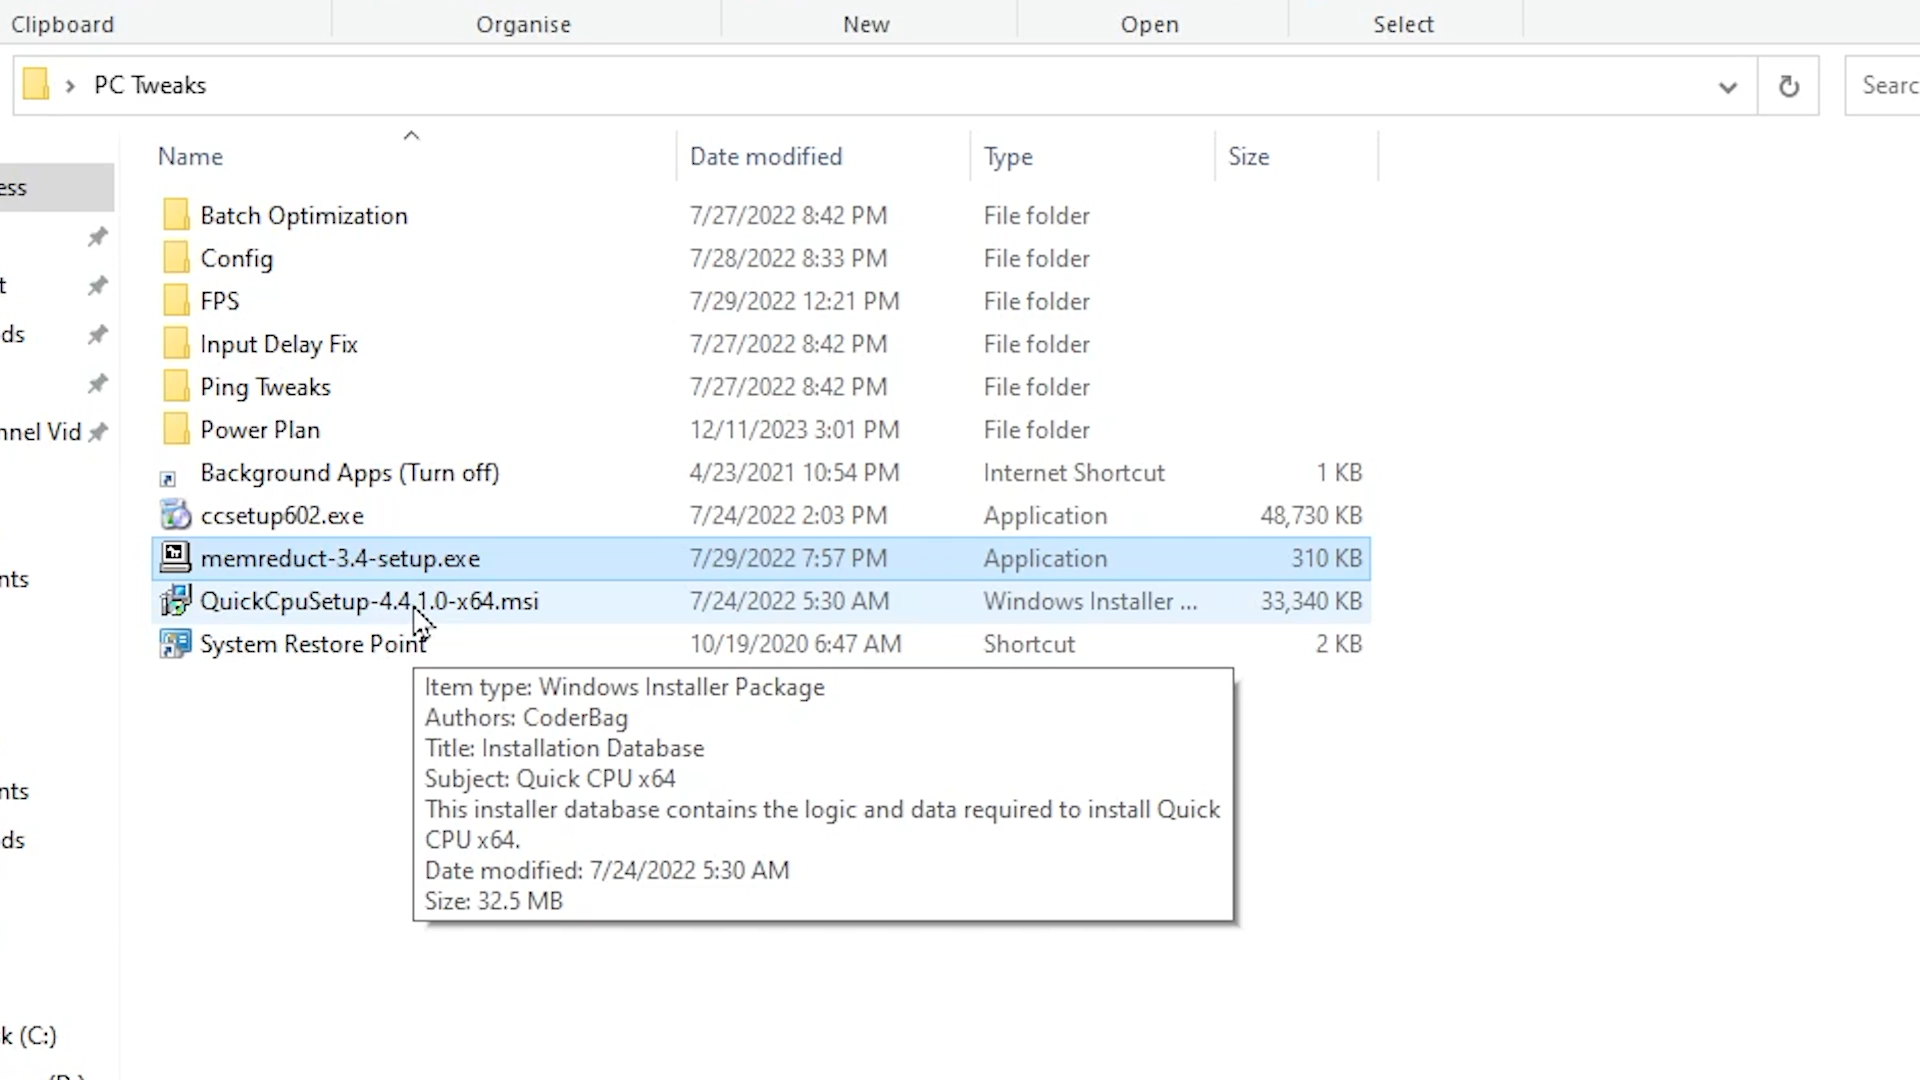 Clipboard Organise New Open Select
PC Tweaks Searc
Name Date modified Type Size
ess
Batch Optimization 7/27/2022 8:42 PM File folder
Config 7/28/2022 8:33 PM File folder
t
FPS 7/29/2022 12:21 PM File folder
ds
Input Delay Fix 7/27/2022 8:42 PM File folder
Ping Tweaks 7/27/2022 8:42 PM File folder
nnel Vid
Power Plan 12/11/2023 3:01 PM File folder
Background Apps (Turn off) 4/23/2021 10:54 PM Internet Shortcut 1 KB
ccsetup602.exe 7/24/2022 2:03 PM Application 48,730 KB
memreduct-3.4-setup.exe 7/29/2022 7:57 PM Application 310 KB
nts
QuickCpuSetup-4.4.1.0-x64.msi 7/24/2022 5:30 AM Windows Installer ... 33,340 KB
System Restore Point 10/19/2020 6:47 AM Shortcut 2 KB
Item type: Windows Installer Package
Authors: CoderBag
Title: Installation Database
Subject: Quick CPU x64
This installer database contains the logic and data required to install Quick
CPU x64.
Date modified: 7/24/2022 5:30 AM
Size: 32.5 MB
nts
ds
k (C:)